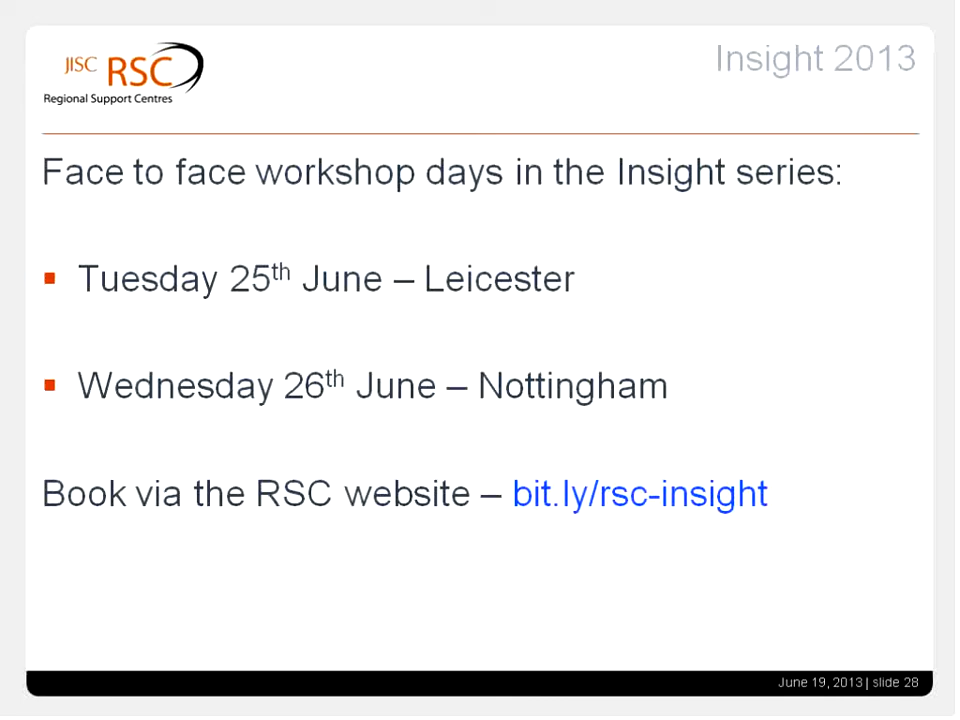 JISC RSC
Regional Support Centres
Insight 2013
Face to face workshop days in the Insight series:
▪ Tuesday 25th June – Leicester
▪ Wednesday 26th June – Nottingham
Book via the RSC website – bit.ly/rsc-insight
June 19, 2013 | slide 28